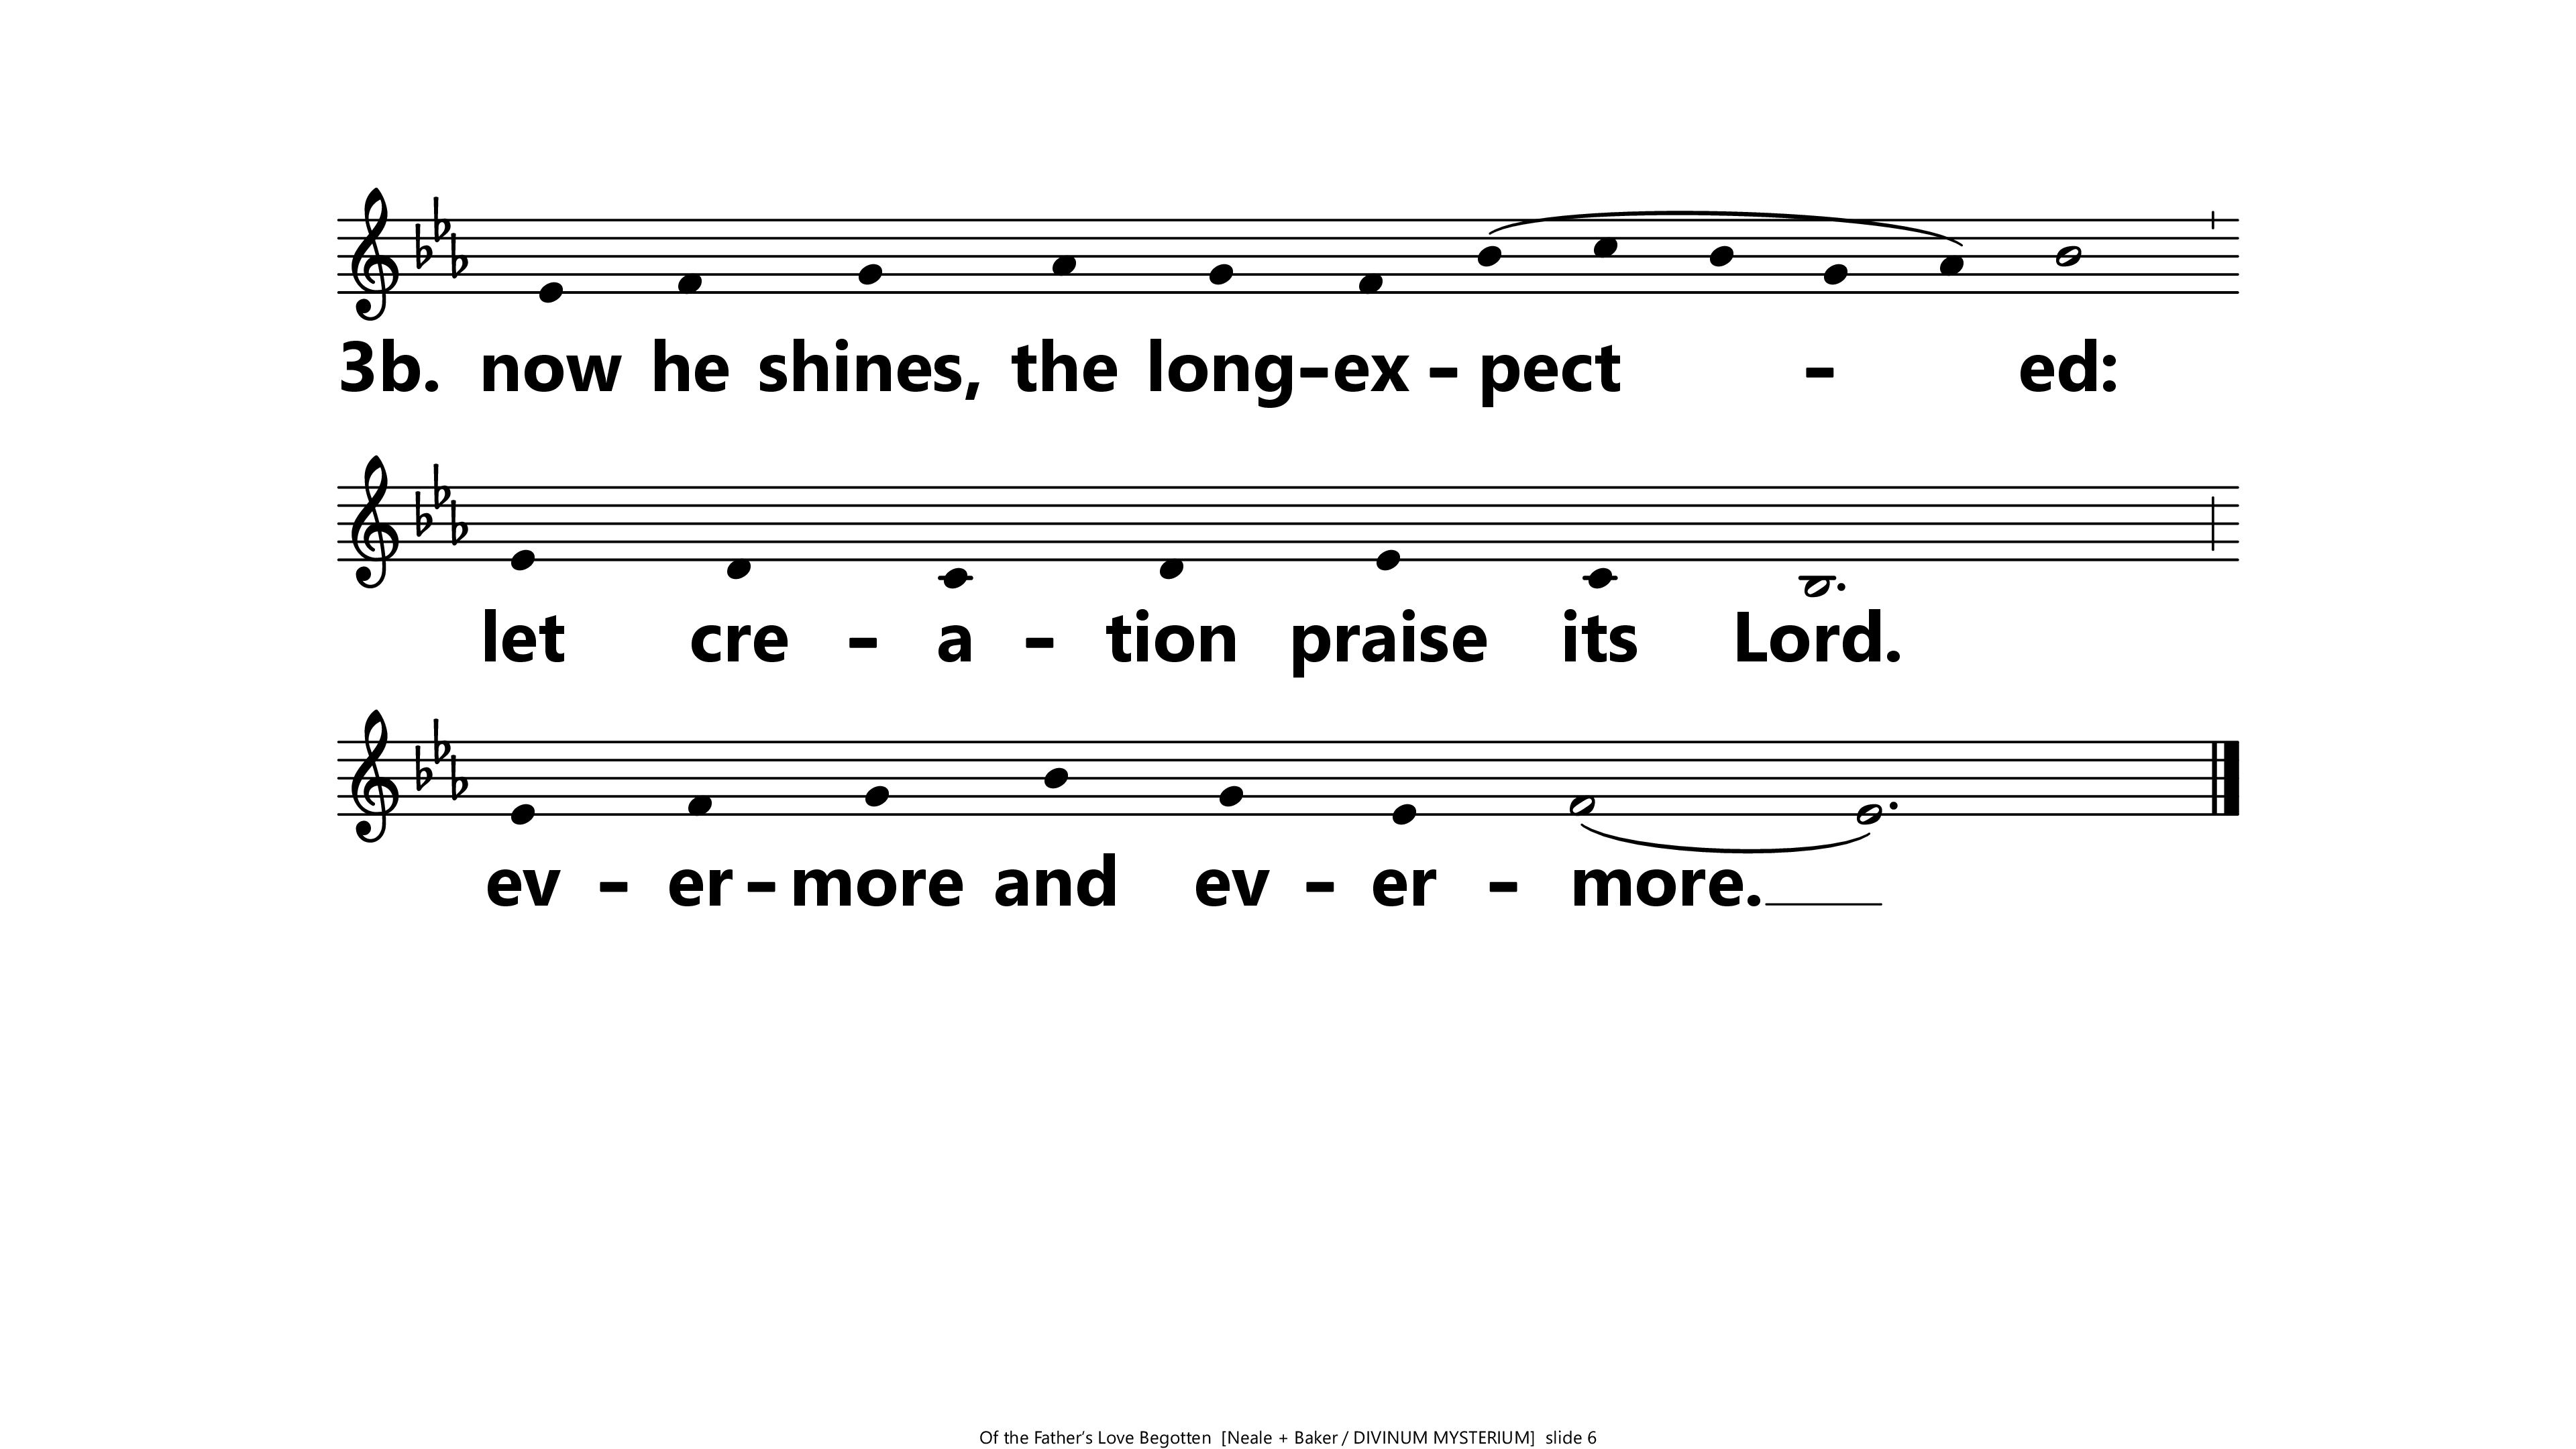 3b. now he shines, the long-ex - pect - ed:
let cre - a - tion praise its Lord.
ev - er - more and ev - er - more.
Of the Father’s Love Begotten [Neale + Baker / DIVINUM MYSTERIUM] slide 6